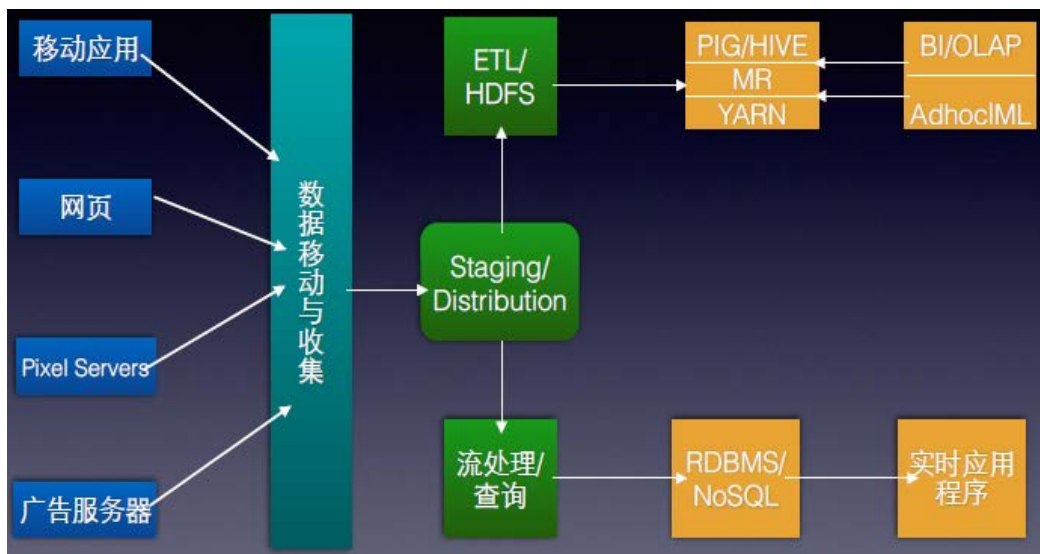 移动应用
网页
Pixel Servers
广告服务器
数据移动与收集
Staging/
Distribution
ETL/
HDFS
PIG/HIVE
MR
YARN
BI/OLAP
AdhocIML
流处理/
查询
RDBMS/
NoSQL
实时应用
程序